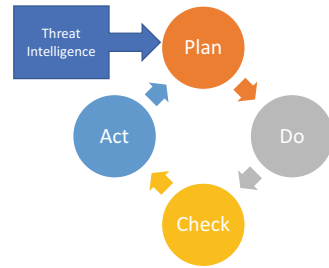 Threat
Intelligence
Plan
Act
Do
Check